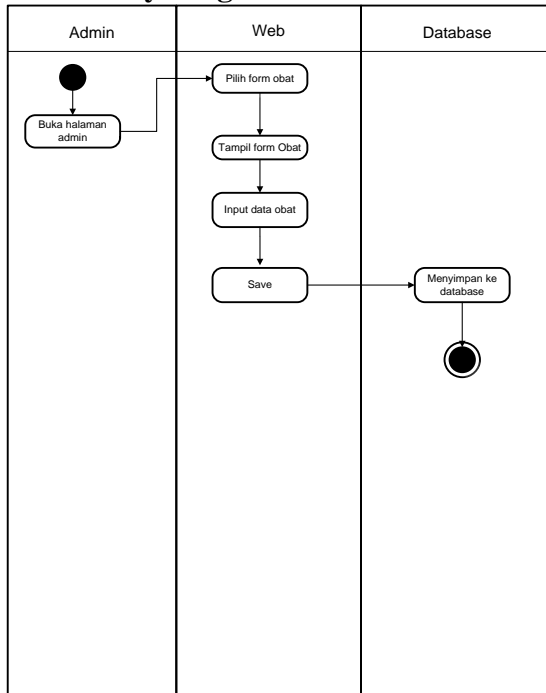 Admin
Web
Database
Buka halaman
admin
Pilih form obat
Tampil form Obat
Input data obat
Save
Menyimpan ke
database